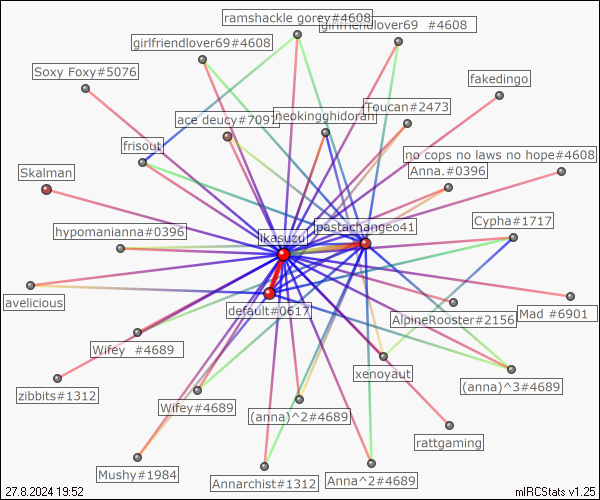 ramshackle gorey#4608
girlfriendlover69 #4608
girlfriendlover69#4608
Soxy Foxy#5076
fakedingo
Toucan#2473
ace deucy#7097
neokingghidorah
frisout
no cops no laws no hope#4608
Anna.#0396
Skalman
pastachangeo41
Cypha#1717
hypomanianna#0396
ikasuzu
avelicious
default#0617
Mad #6901
AlpineRooster#2156
Wifey #4689
xenoyaut
(anna)^3#4689
zibbits#1312
Wifey#4689
(anna)^2#4689
rattgaming
Mushy#1984
Annarchist#1312
Anna^2#4689
27.8.2024 19:52
mIRCStats v1.25